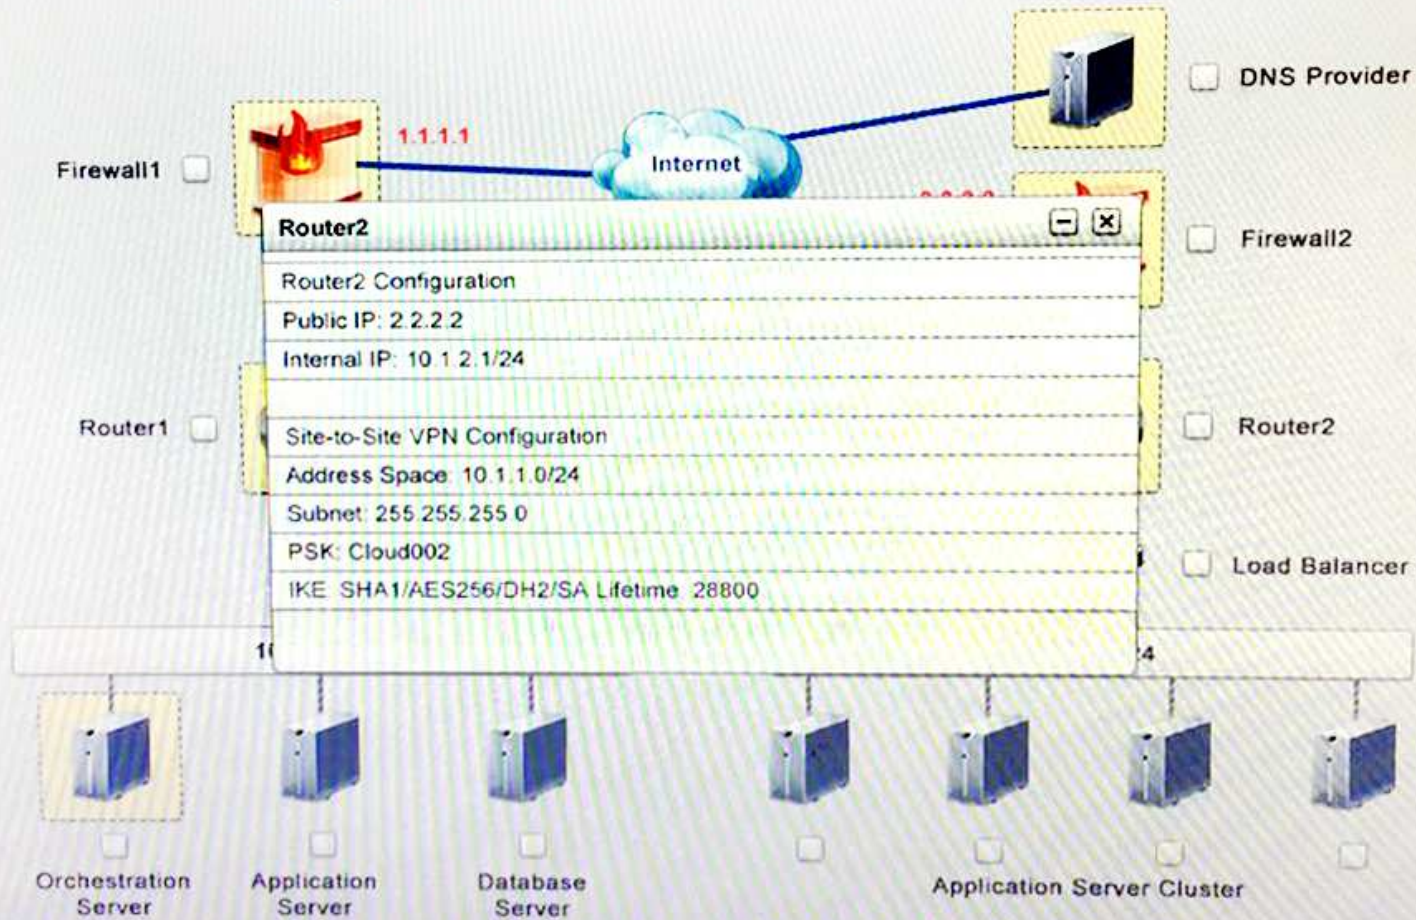 DNS Provider
1.1.1.1
Internet
Firewall1
Firewall2
Router2
Router2 Configuration
Public IP: 2.2.2.2
Internal IP: 10.1.2.1/24
Site-to-Site VPN Configuration
Address Space: 10.1.1.0/24
Subnet: 255.255.255.0
PSK: Cloud002
IKE SHA1/AES256/DH2/SA Lifetime 28800
Router1
Router2
Load Balancer
Orchestration
Server
Application
Server
Database
Server
Application Server Cluster